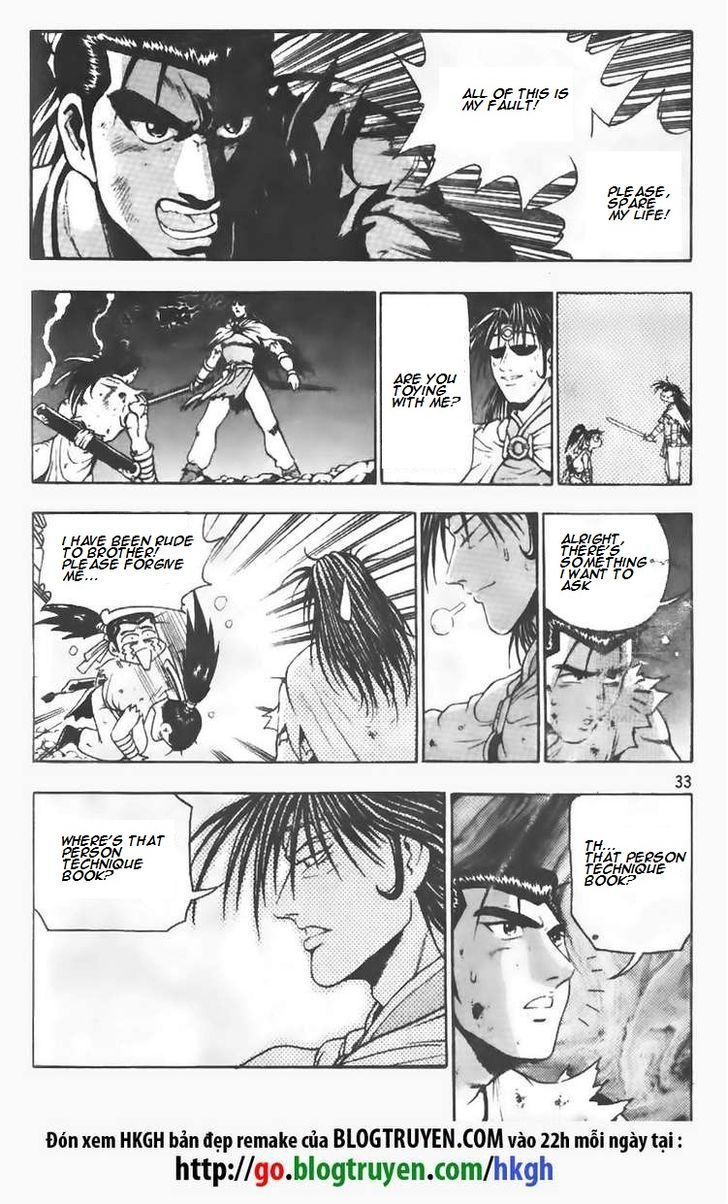 ALL OF THIS IS
MY FAULT!
PLEASE,
SPARE
MY LIFE!
ARE YOU
TOYING
WITH ME?
I HAVE BEEN RUDE
TO BROTHER!
PLEASE FORGIVE
ME...
ALRIGHT,
THERE'S
SOMETHING
I WANT TO
ASK
33
WHERE'S THAT
PERSON
TECHNIQUE
BOOK?
TH...
THAT PERSON
TECHNIQUE
BOOK?
Đón xem HKGH bản đẹp remake của BLOGTRUYEN.COM vào 22h mỗi ngày tại :
http://go.blogtruyen.com/hkgh